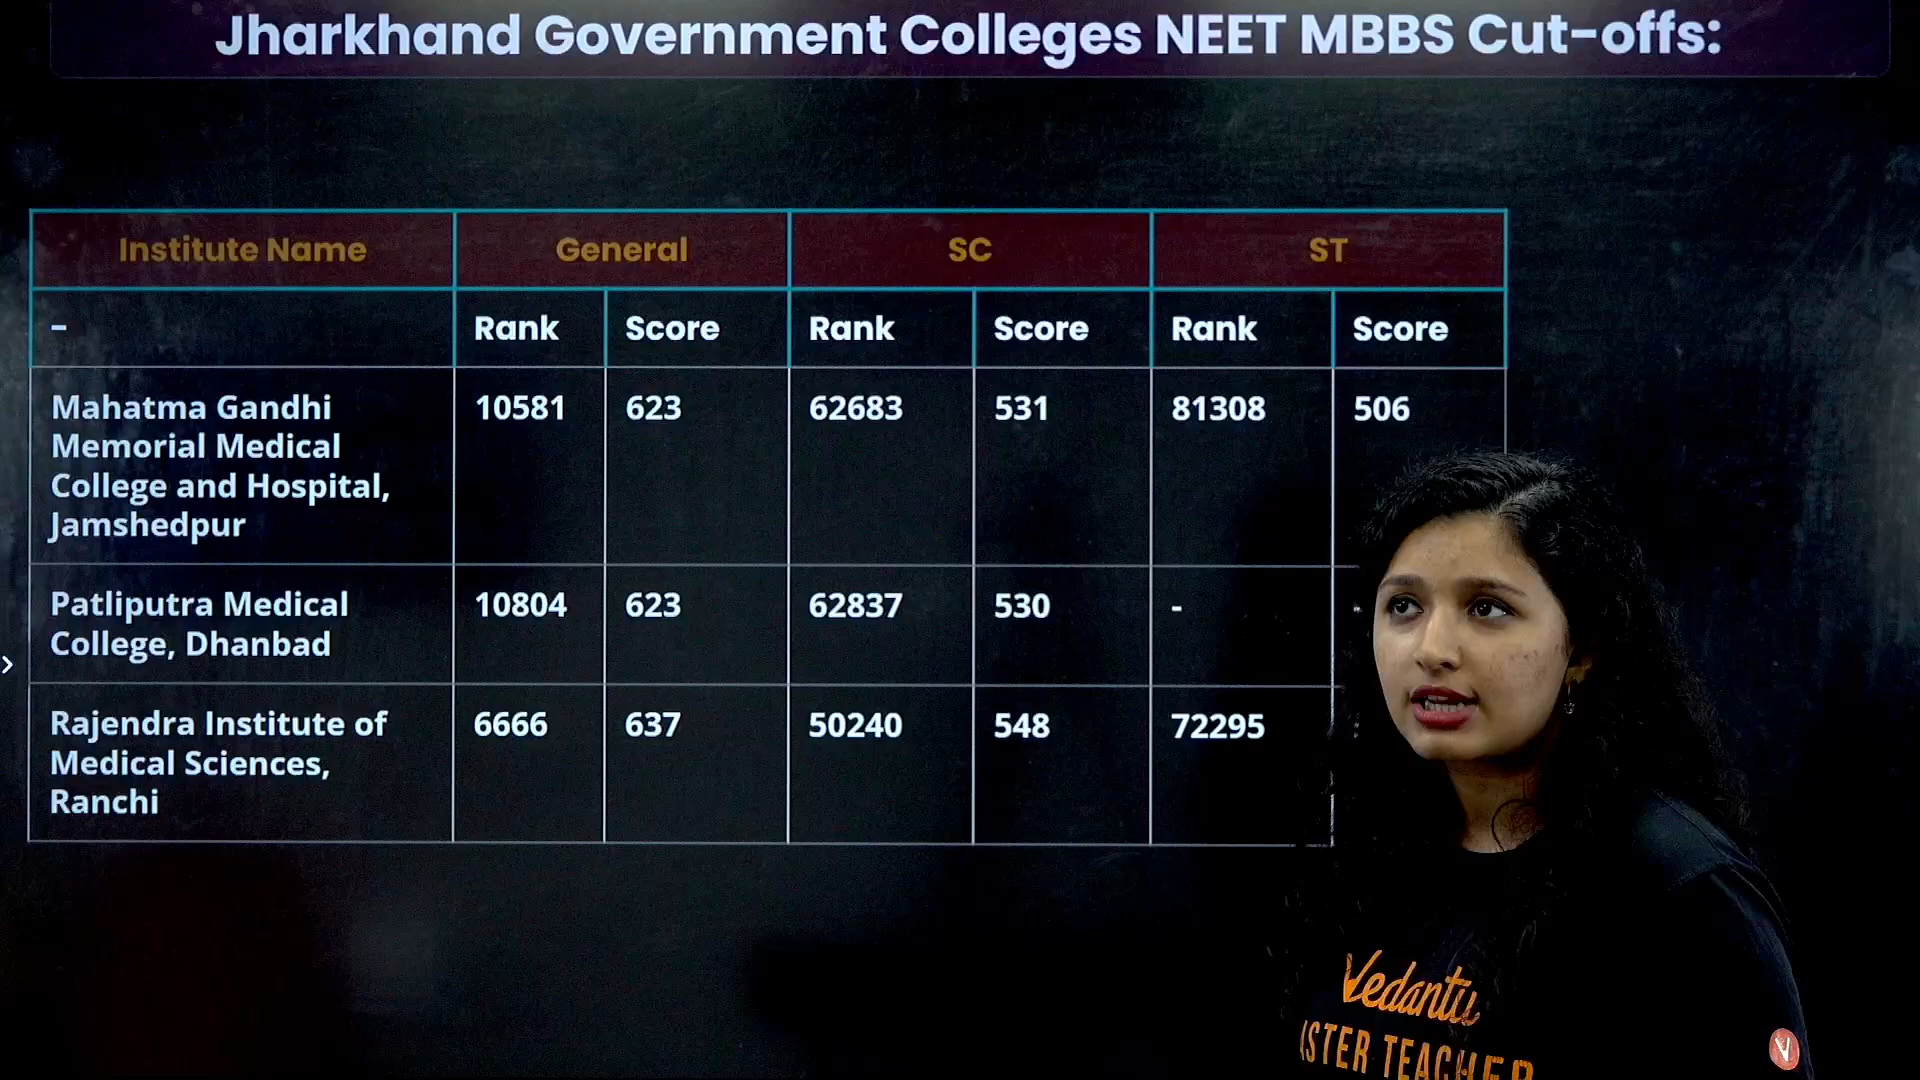 Jharkhand Government Colleges NEET MBBS Cut-offs:
Institute Name General SC ST
- Rank Score Rank Score Rank Score
Mahatma Gandhi
Memorial Medical
College and Hospital,
Jamshedpur
10581 623 62683 531 81308 506
Patliputra Medical
College, Dhanbad
10804 623 62837 530 - -
Rajendra Institute of
Medical Sciences,
Ranchi
6666 637 50240 548 72295
Vedantu
TEACHER